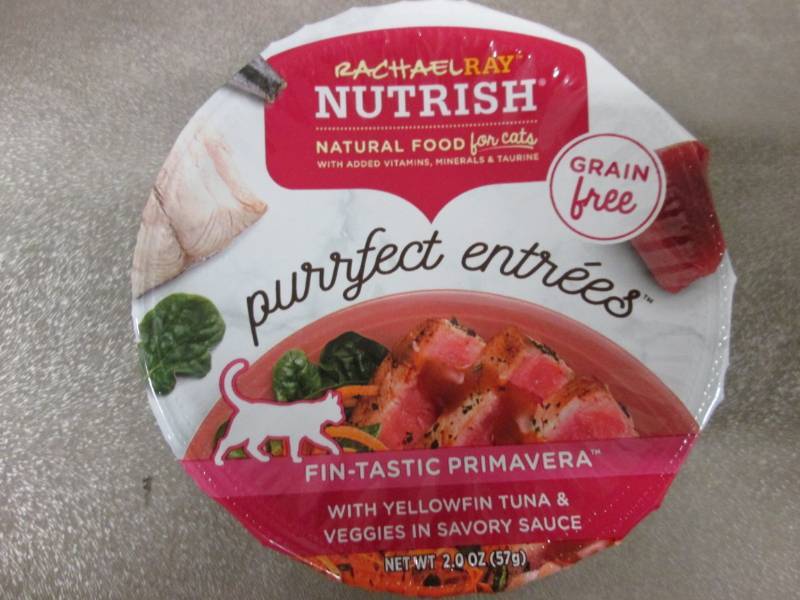 RACHAELRAY™
NUTRISH®
NATURAL FOOD for cats
WITH ADDED VITAMINS, MINERALS & TAURINE
GRAIN
free
purrfect entrées™
FIN-TASTIC PRIMAVERA™
WITH YELLOWFIN TUNA &
VEGGIES IN SAVORY SAUCE
NET WT 2.0 OZ (57g)